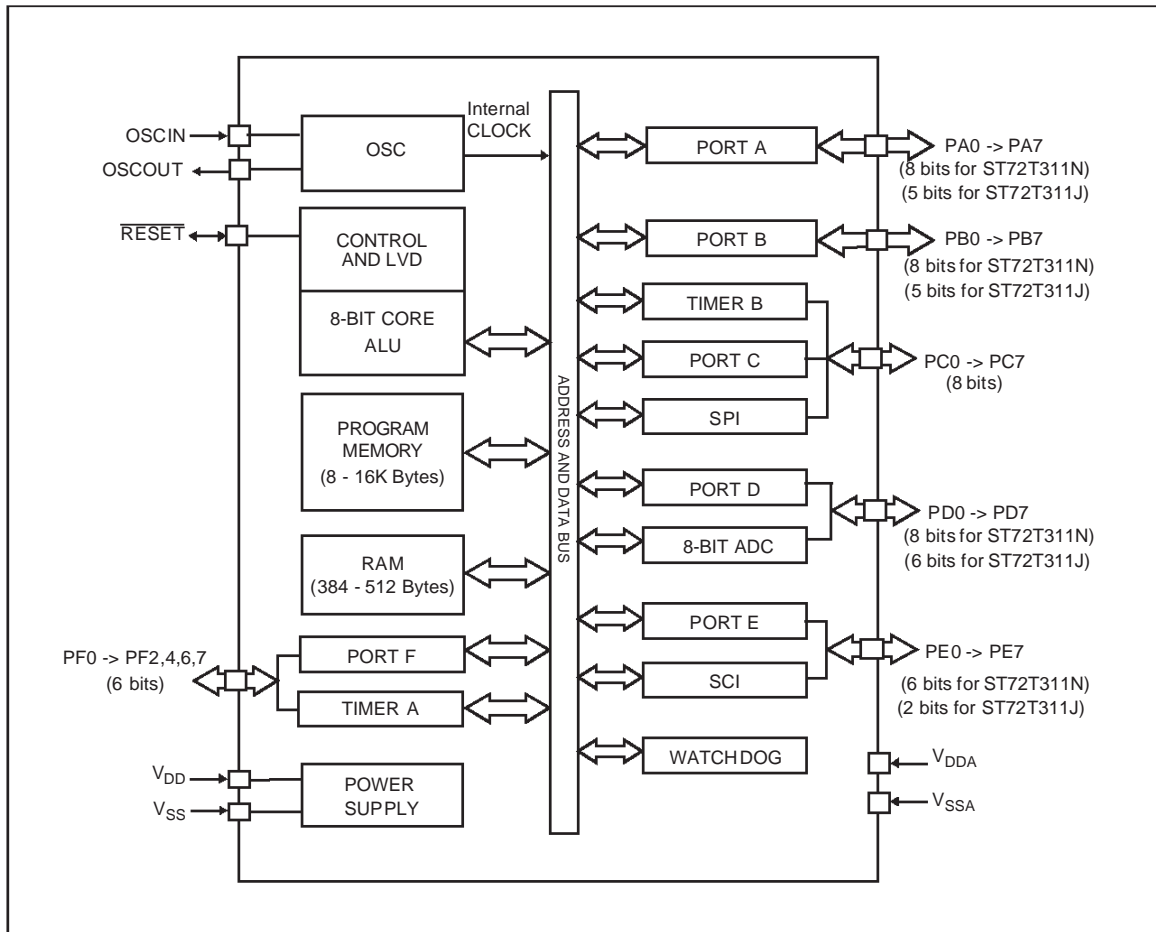 OSCIN
OSCOUT
OSC
Internal
CLOCK
RESET
CONTROL
AND LVD
8-BIT CORE
ALU
PROGRAM
MEMORY
(8 - 16K Bytes)
RAM
(384 - 512 Bytes)
PF0 -> PF2,4,6,7
(6 bits)
PORT F
TIMER A
VDD
VSS
POWER
SUPPLY
ADDRESS AND DATA BUS
PORT A
PA0 -> PA7
(8 bits for ST72T311N)
(5 bits for ST72T311J)
PORT B
PB0 -> PB7
(8 bits for ST72T311N)
(5 bits for ST72T311J)
TIMER B
PORT C
SPI
PC0 -> PC7
(8 bits)
PORT D
8-BIT ADC
PD0 -> PD7
(8 bits for ST72T311N)
(6 bits for ST72T311J)
PORT E
SCI
PE0 -> PE7
(6 bits for ST72T311N)
(2 bits for ST72T311J)
WATCHDOG
VDDA
VSSA